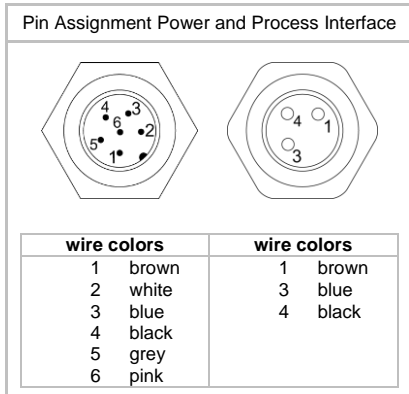 Pin Assignment Power and Process Interface
4 3
6
5 2
1
4 1
3
wire colors wire colors
1 brown 1 brown
2 white 3 blue
3 blue 4 black
4 black
5 grey
6 pink